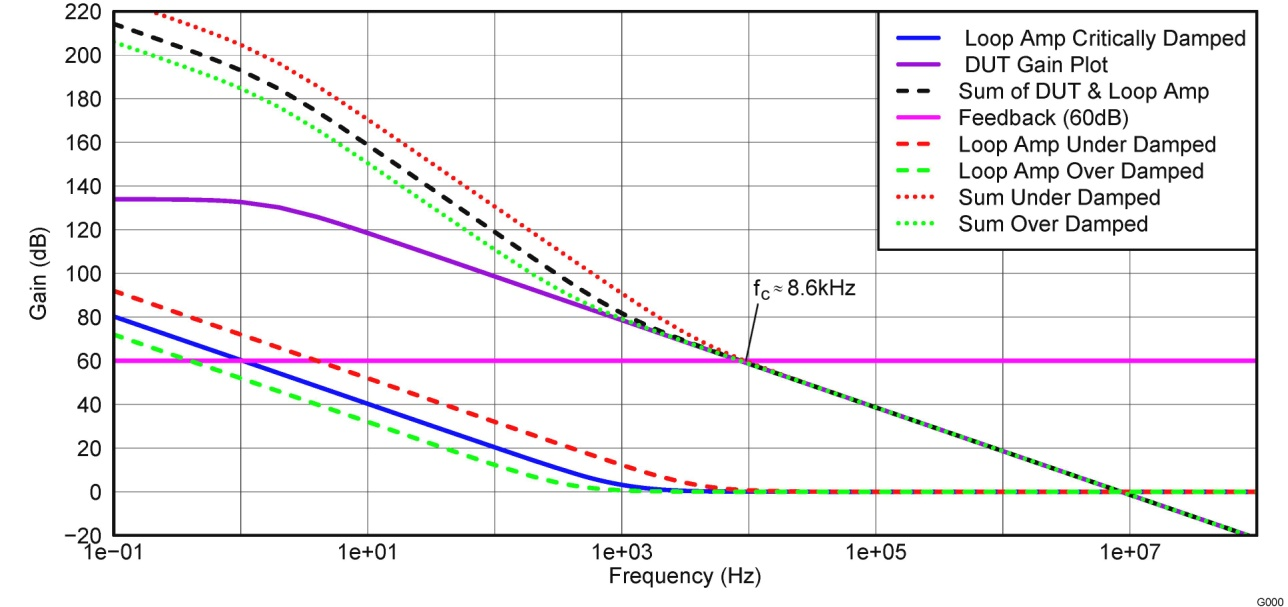 220
200
180
160
140
120
100
80
60
40
20
0
−20
Gain (dB)
1e−01
1e+01
1e+03
1e+05
1e+07
Frequency (Hz)
Loop Amp Critically Damped
DUT Gain Plot
Sum of DUT & Loop Amp
Feedback (60dB)
Loop Amp Under Damped
Loop Amp Over Damped
Sum Under Damped
Sum Over Damped
fC ≈ 8.6kHz
G000